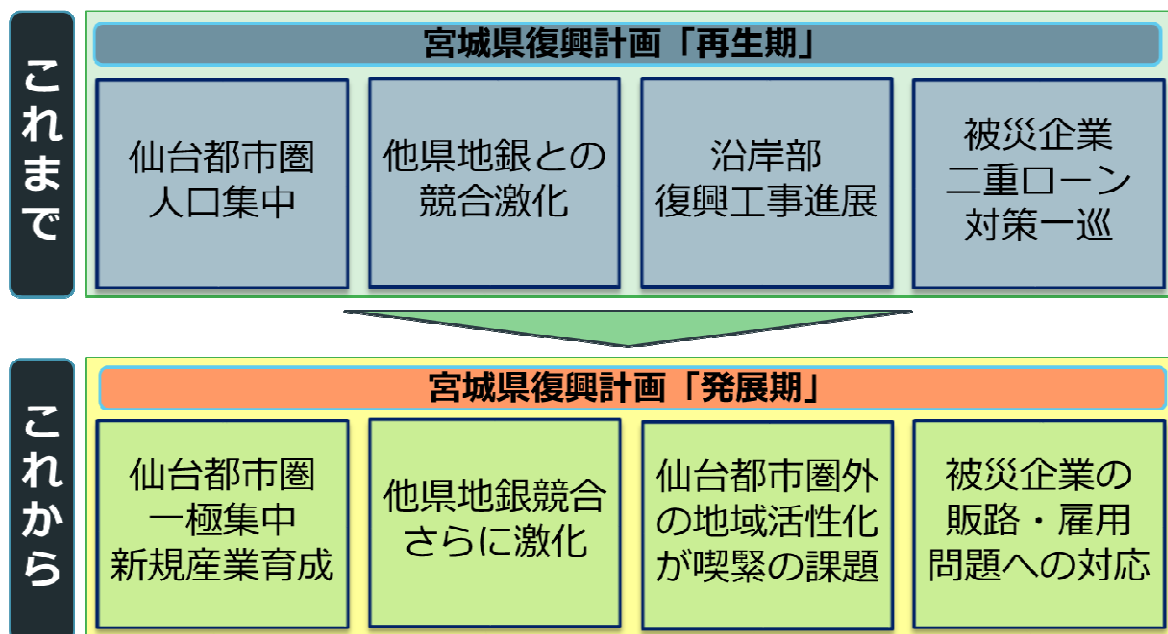 これまで
宮城県復興計画「再生期」
仙台都市圏
人口集中
他県地銀との
競合激化
沿岸部
復興工事進展
被災企業
二重ローン
対策一巡
これから
宮城県復興計画「発展期」
仙台都市圏
一極集中
新規産業育成
他県地銀競合
さらに激化
仙台都市圏外
の地域活性化
が喫緊の課題
被災企業の
販路・雇用
問題への対応